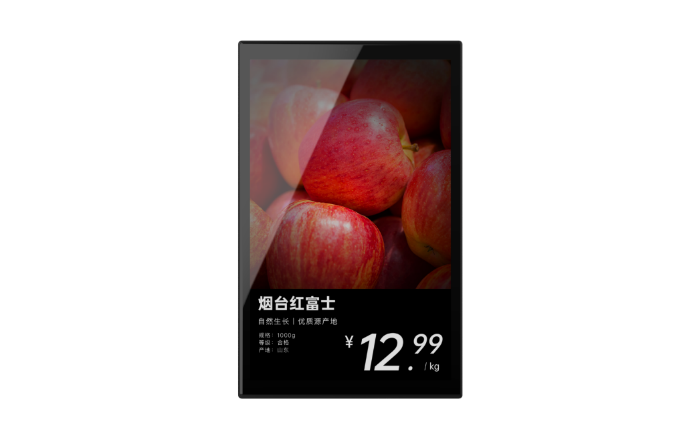 烟台红富士
自然生长｜优质源产地
规格：1000g
等级：合格
产地：山东
¥12.99
/kg